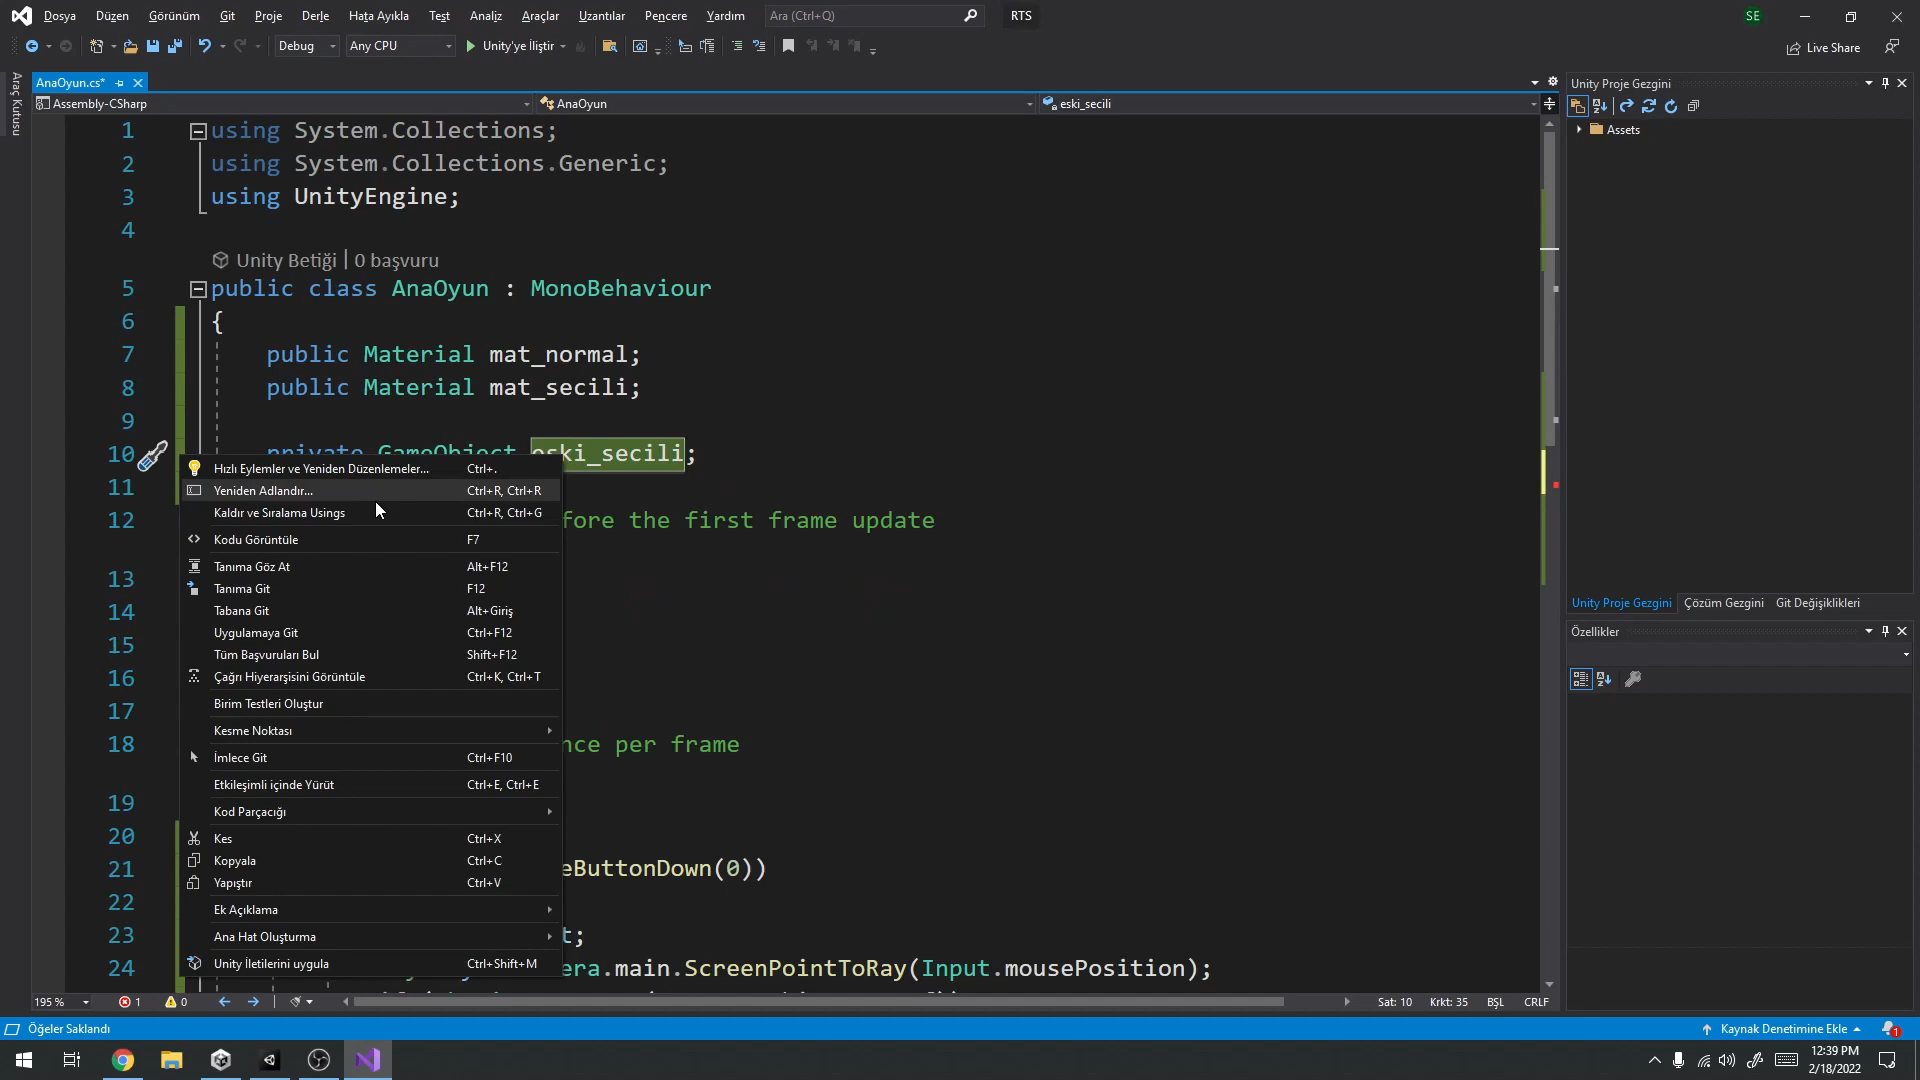 Dosya Düzen Görünüm Git Proje Derle Hata Ayıkla Test Analiz Araçlar Uzantılar Pencere Yardım Ara (Ctrl+Q) RTS SE
Debug Any CPU Unity'ye İliştir Live Share
Araç Kutusu
AnaOyun.cs*
Assembly-CSharp AnaOyun eski_secili
1 using System.Collections;
2 using System.Collections.Generic;
3 using UnityEngine;
4
Unity Betiği | 0 başvuru
5 public class AnaOyun : MonoBehaviour
6 {
7 public Material mat_normal;
8 public Material mat_secili;
9
10 private GameObject eski_secili;
11
12 fore the first frame update
13
14
15
16
17
18 nce per frame
19
20
21 eButtonDown(0))
22
23 t;
24 era.main.ScreenPointToRay(Input.mousePosition);
Hızlı Eylemler ve Yeniden Düzenlemeler... Ctrl+.
Yeniden Adlandır... Ctrl+R, Ctrl+R
Kaldır ve Sıralama Usings Ctrl+R, Ctrl+G
Kodu Görüntüle F7
Tanıma Göz At Alt+F12
Tanıma Git F12
Tabana Git Alt+Giriş
Uygulamaya Git Ctrl+F12
Tüm Başvuruları Bul Shift+F12
Çağrı Hiyerarşisini Görüntüle Ctrl+K, Ctrl+T
Birim Testleri Oluştur
Kesme Noktası
İmlece Git Ctrl+F10
Etkileşimli içinde Yürüt Ctrl+E, Ctrl+E
Kod Parçacığı
Kes Ctrl+X
Kopyala Ctrl+C
Yapıştır Ctrl+V
Ek Açıklama
Ana Hat Oluşturma
Unity İletilerini uygula Ctrl+Shift+M
Unity Proje Gezgini
Assets
Unity Proje Gezgini Çözüm Gezgini Git Değişiklikleri
Özellikler
195 % 1 0 Sat: 10 Krkt: 35 BŞL CRLF
Öğeler Saklandı Kaynak Denetimine Ekle 1
12:39 PM
2/18/2022